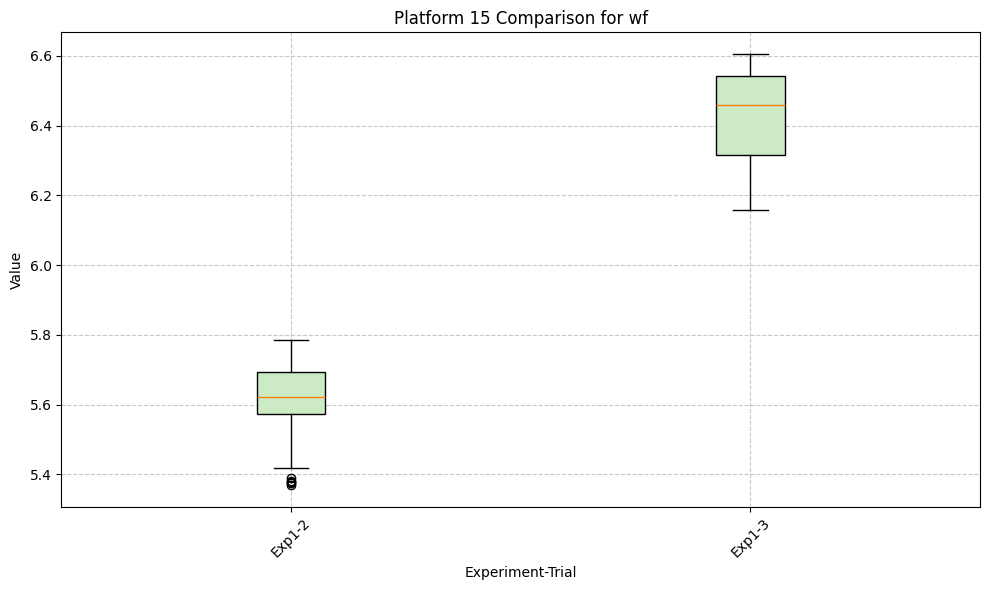 Platform 15 Comparison for wf
Value
6.6
6.4
6.2
6.0
5.8
5.6
5.4
Exp1-2
Exp1-3
Experiment-Trial